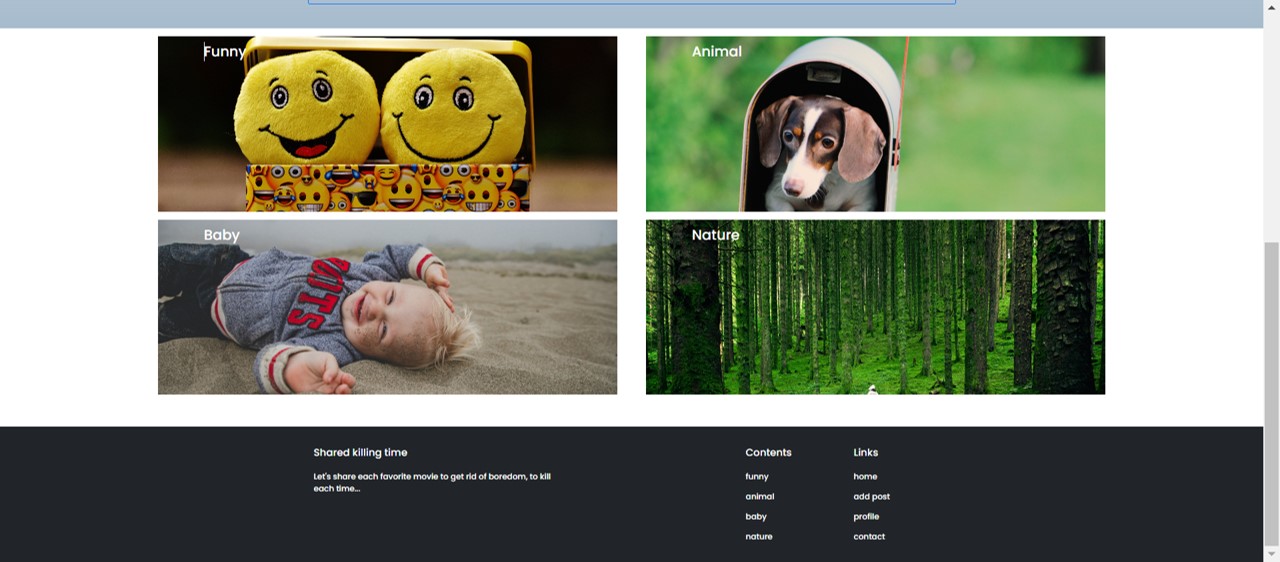 Funny
Animal
Baby
Nature
Shared killing time
Let's share each favorite movie to get rid of boredom, to kill
each time...
Contents
funny
animal
baby
nature
Links
home
add post
profile
contact